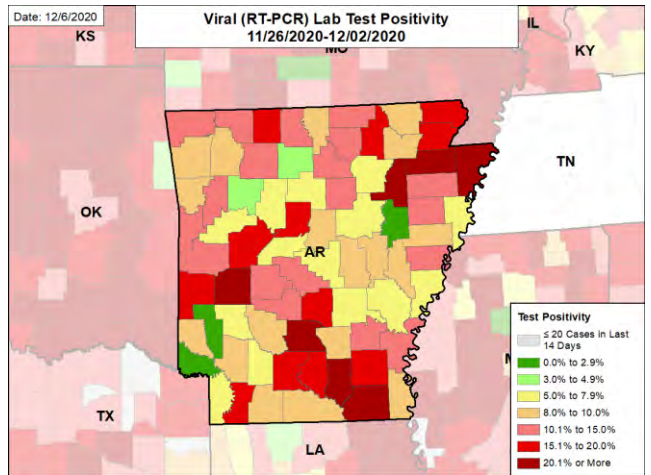 Date: 12/6/2020
Viral (RT-PCR) Lab Test Positivity
11/26/2020-12/02/2020
KS
MO
IL
KY
TN
OK
AR
TX
LA
M
Test Positivity
≤ 20 Cases in Last
14 Days
0.0% to 2.9%
3.0% to 4.9%
5.0% to 7.9%
8.0% to 10.0%
10.1% to 15.0%
15.1% to 20.0%
20.1% or More